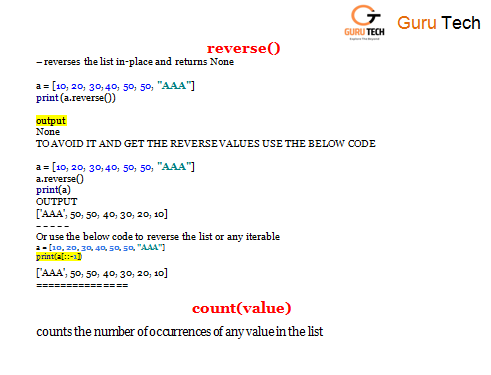 GURU TECH
Explore The Beyond
Guru Tech
reverse()
– reverses the list in-place and returns None
a = [10, 20, 30, 40, 50, 50, "AAA"]
print (a.reverse())
output
None
TO AVOID IT AND GET THE REVERSE VALUES USE THE BELOW CODE
a = [10, 20, 30, 40, 50, 50, "AAA"]
a.reverse()
print(a)
OUTPUT
['AAA', 50, 50, 40, 30, 20, 10]
- - - - -
Or use the below code to reverse the list or any iterable
a = [10, 20, 30, 40, 50, 50, "AAA"]
print(a[::-1])
['AAA', 50, 50, 40, 30, 20, 10]
===============
count(value)
counts the number of occurrences of any value in the list